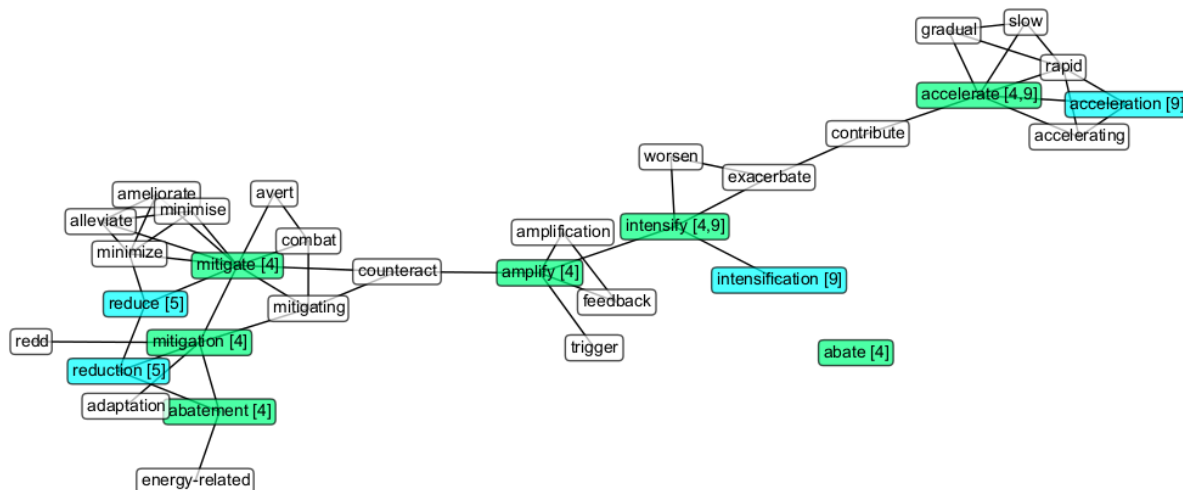 slow
gradual
rapid
accelerate [4,9]
acceleration [9]
contribute
accelerating
worsen
exacerbate
ameliorate
avert
minimise
alleviate
intensify [4,9]
amplification
combat
minimize
mitigate [4]
counteract
amplify [4]
intensification [9]
reduce [5]
mitigating
feedback
redd
mitigation [4]
trigger
abate [4]
reduction [5]
adaptation
abatement [4]
energy-related